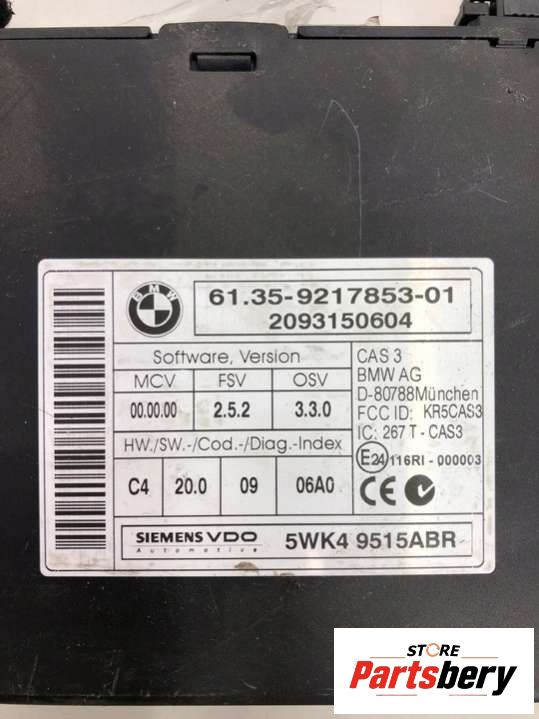 BMW
61.35-9217853-01
2093150604
Software, Version
MCV FSV OSV
00.00.00 2.5.2 3.3.0
HW./SW.-/Cod.-/Diag.-Index
C4 20.0 09 06A0
CAS 3
BMW AG
D-80788München
FCC ID: KR5CAS3
IC: 267 T - CAS3
E24 116RI - 000003
CE
SIEMENS VDO
Automotive
5WK4 9515ABR
STORE
Partsbery